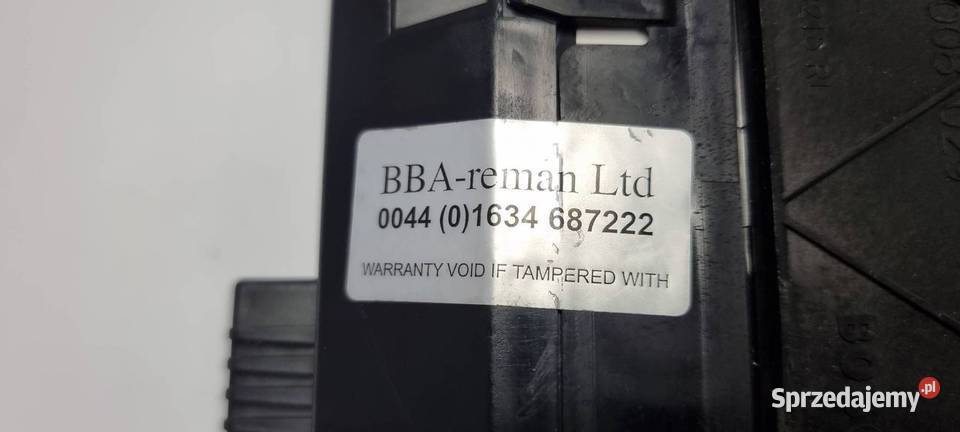 BBA-reman Ltd
0044 (0)1634 687222
WARRANTY VOID IF TAMPERED WITH
Sprzedajemy.pl